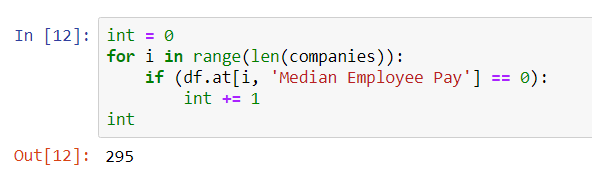 In [12]: int = 0
for i in range(len(companies)):
    if (df.at[i, 'Median Employee Pay'] == 0):
        int += 1
int
Out[12]: 295